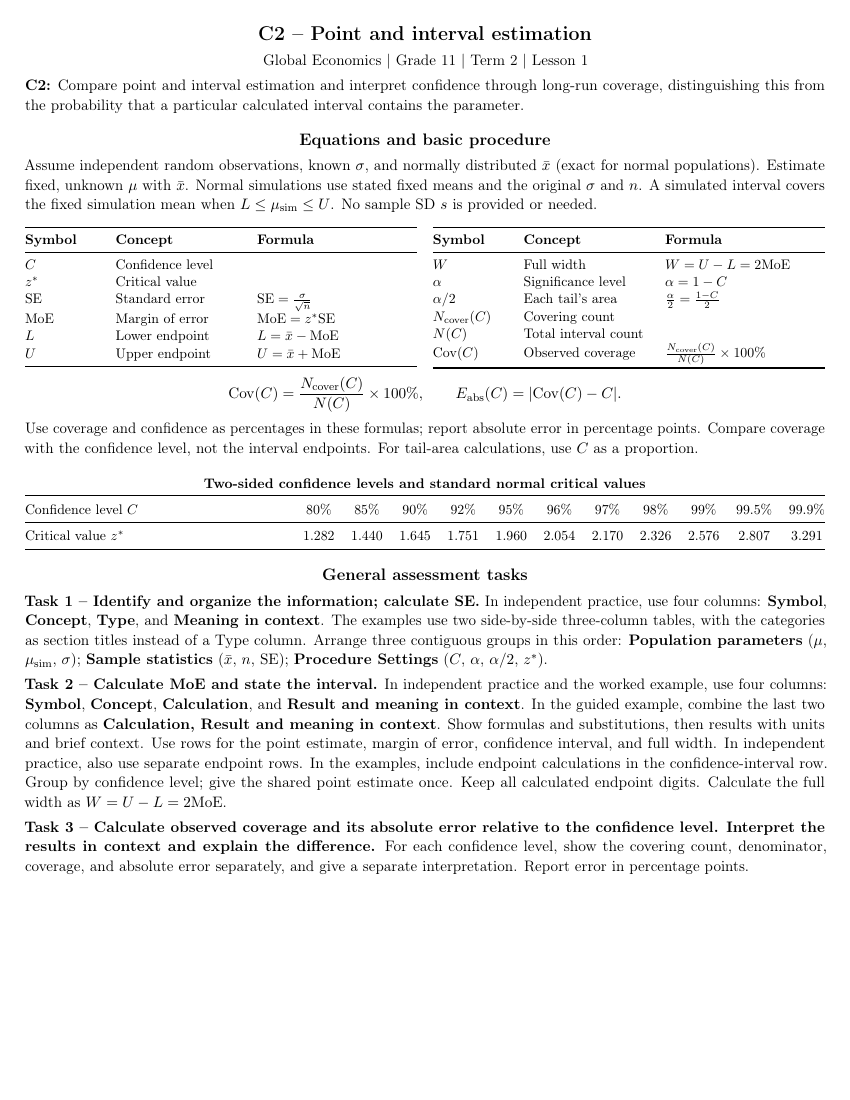 C2 – Point and interval estimation
Global Economics | Grade 11 | Term 2 | Lesson 1
C2: Compare point and interval estimation and interpret confidence through long-run coverage, distinguishing this from
the probability that a particular calculated interval contains the parameter.
Equations and basic procedure
Assume independent random observations, known σ, and normally distributed x̄ (exact for normal populations). Estimate
fixed, unknown μ with x̄. Normal simulations use stated fixed means and the original σ and n. A simulated interval covers
the fixed simulation mean when L ≤ μ_sim ≤ U. No sample SD s is provided or needed.
Symbol Concept Formula
C Confidence level
z* Critical value
SE Standard error SE = σ/√n
MoE Margin of error MoE = z*SE
L Lower endpoint L = x̄ − MoE
U Upper endpoint U = x̄ + MoE
Symbol Concept Formula
W Full width W = U − L = 2MoE
α Significance level α = 1 − C
α/2 Each tail's area α/2 = (1−C)/2
N_cover(C) Covering count
N(C) Total interval count
Cov(C) Observed coverage N_cover(C)/N(C) × 100%
Cov(C) = N_cover(C)/N(C) × 100%, E_abs(C) = |Cov(C) − C|.
Use coverage and confidence as percentages in these formulas; report absolute error in percentage points. Compare coverage
with the confidence level, not the interval endpoints. For tail-area calculations, use C as a proportion.
Two-sided confidence levels and standard normal critical values
Confidence level C 80% 85% 90% 92% 95% 96% 97% 98% 99% 99.5% 99.9%
Critical value z* 1.282 1.440 1.645 1.751 1.960 2.054 2.170 2.326 2.576 2.807 3.291
General assessment tasks
Task 1 – Identify and organize the information; calculate SE. In independent practice, use four columns: Symbol,
Concept, Type, and Meaning in context. The examples use two side-by-side three-column tables, with the categories
as section titles instead of a Type column. Arrange three contiguous groups in this order: Population parameters (μ,
μ_sim, σ); Sample statistics (x̄, n, SE); Procedure Settings (C, α, α/2, z*).
Task 2 – Calculate MoE and state the interval. In independent practice and the worked example, use four columns:
Symbol, Concept, Calculation, and Result and meaning in context. In the guided example, combine the last two
columns as Calculation, Result and meaning in context. Show formulas and substitutions, then results with units
and brief context. Use rows for the point estimate, margin of error, confidence interval, and full width. In independent
practice, also use separate endpoint rows. In the examples, include endpoint calculations in the confidence-interval row.
Group by confidence level; give the shared point estimate once. Keep all calculated endpoint digits. Calculate the full
width as W = U − L = 2MoE.
Task 3 – Calculate observed coverage and its absolute error relative to the confidence level. Interpret the
results in context and explain the difference. For each confidence level, show the covering count, denominator,
coverage, and absolute error separately, and give a separate interpretation. Report error in percentage points.